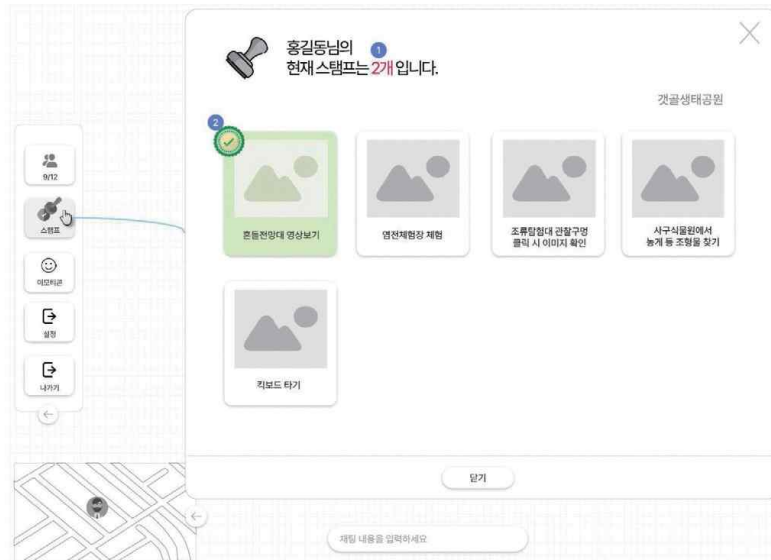 홍길동님의 1
현재 스탬프는 2개 입니다.
갯골생태공원
2
9/12
스탬프
이모티콘
설정
나가기
흔들전망대 영상보기
염전체험장 체험
조류탐험대 관찰구멍
클릭 시 이미지 확인
사구식물원에서
농게 등 조형물 찾기
킥보드 타기
닫기
채팅 내용을 입력하세요